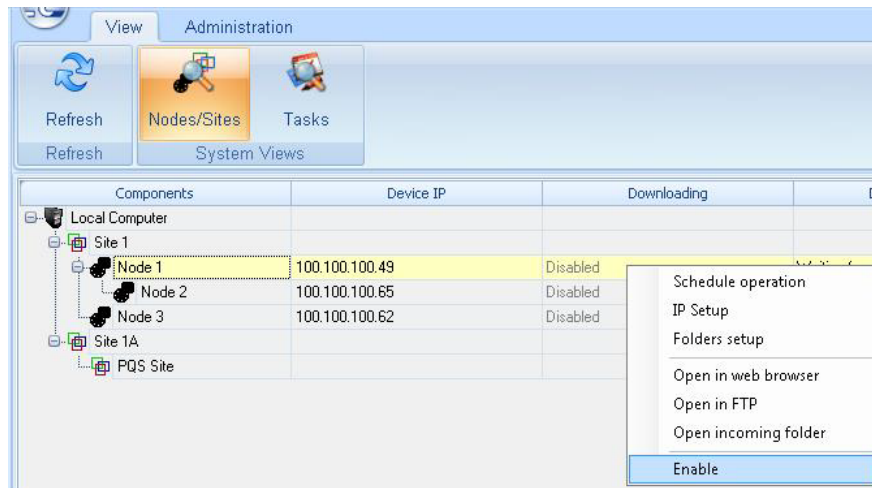 View Administration
Refresh Nodes/Sites Tasks
Refresh System Views
Components Device IP Downloading
Local Computer
Site 1
Node 1 100.100.100.49 Disabled
Node 2 100.100.100.65 Disabled
Node 3 100.100.100.62 Disabled
Site 1A
PQS Site
Schedule operation
IP Setup
Folders setup
Open in web browser
Open in FTP
Open incoming folder
Enable